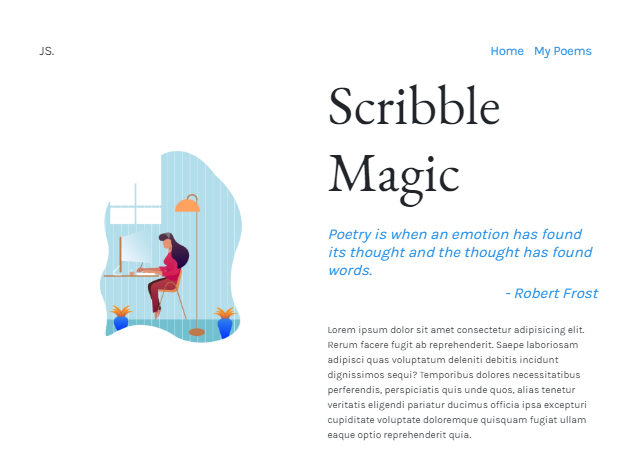 JS.
Home My Poems
Scribble
Magic
Poetry is when an emotion has found
its thought and the thought has found
words.
- Robert Frost
Lorem ipsum dolor sit amet consectetur adipisicing elit.
Rerum facere fugit ab reprehenderit. Saepe laboriosam
adipisci quas voluptatum deleniti debitis incidunt
dignissimos sequi? Temporibus dolores necessitatibus
perferendis, perspiciatis quis unde quos, alias tenetur
veritatis eligendi pariatur ducimus officia ipsa excepturi
cupiditate voluptate doloremque quisquam fugiat ullam
eaque optio reprehenderit quia.